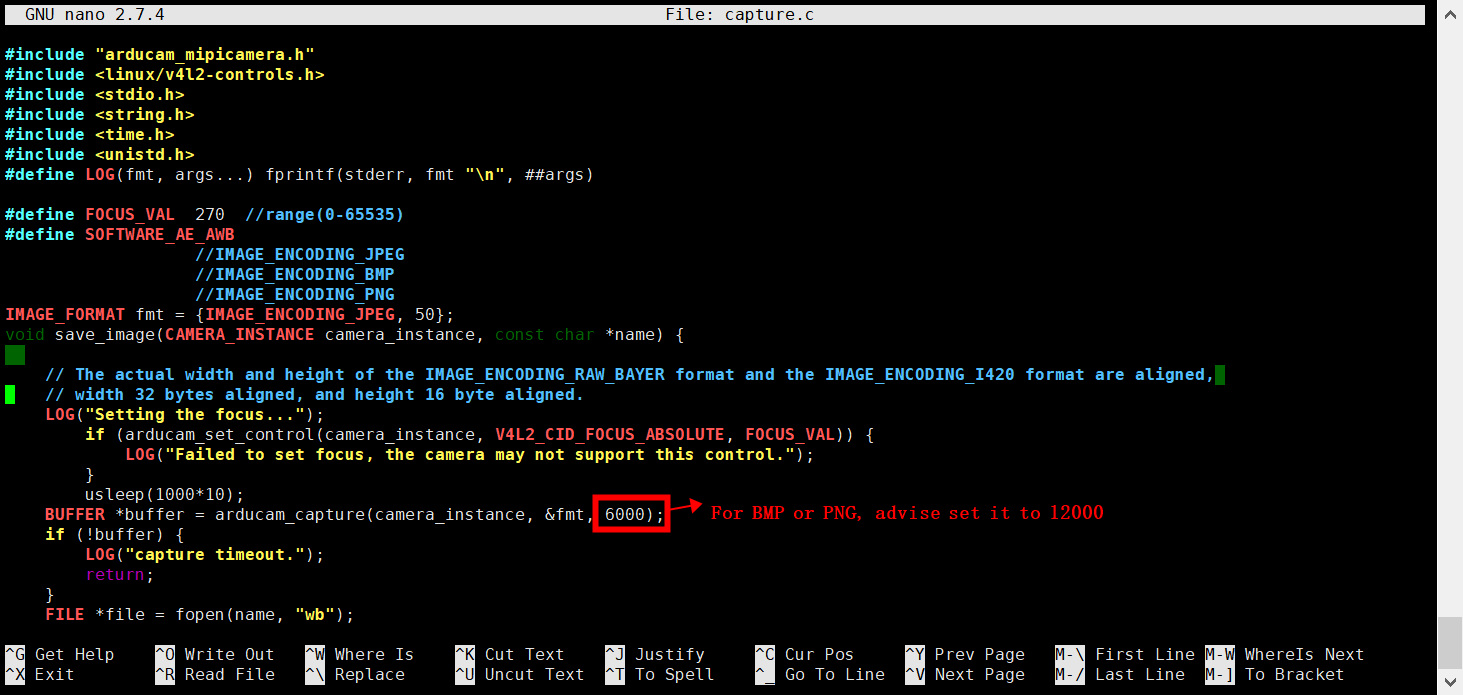 GNU nano 2.7.4 File: capture.c
#include "arducam_mipicamera.h"
#include <linux/v4l2-controls.h>
#include <stdio.h>
#include <string.h>
#include <time.h>
#include <unistd.h>
#define LOG(fmt, args...) fprintf(stderr, fmt "\n", ##args)
#define FOCUS_VAL  270  //range(0-65535)
#define SOFTWARE_AE_AWB
//IMAGE_ENCODING_JPEG
//IMAGE_ENCODING_BMP
//IMAGE_ENCODING_PNG
IMAGE_FORMAT fmt = {IMAGE_ENCODING_JPEG, 50};
void save_image(CAMERA_INSTANCE camera_instance, const char *name) {
// The actual width and height of the IMAGE_ENCODING_RAW_BAYER format and the IMAGE_ENCODING_I420 format are aligned,
// width 32 bytes aligned, and height 16 byte aligned.
LOG("Setting the focus...");
if (arducam_set_control(camera_instance, V4L2_CID_FOCUS_ABSOLUTE, FOCUS_VAL)) {
LOG("Failed to set focus, the camera may not support this control.");
}
usleep(1000*10);
BUFFER *buffer = arducam_capture(camera_instance, &fmt, 6000); For BMP or PNG, advise set it to 12000
if (!buffer) {
LOG("capture timeout.");
return;
}
FILE *file = fopen(name, "wb");
^G Get Help ^O Write Out ^W Where Is ^K Cut Text ^J Justify ^C Cur Pos ^Y Prev Page M-\ First Line M-W WhereIs Next
^X Exit ^R Read File ^\ Replace ^U Uncut Text ^T To Spell ^_ Go To Line ^V Next Page M-/ Last Line M-] To Bracket